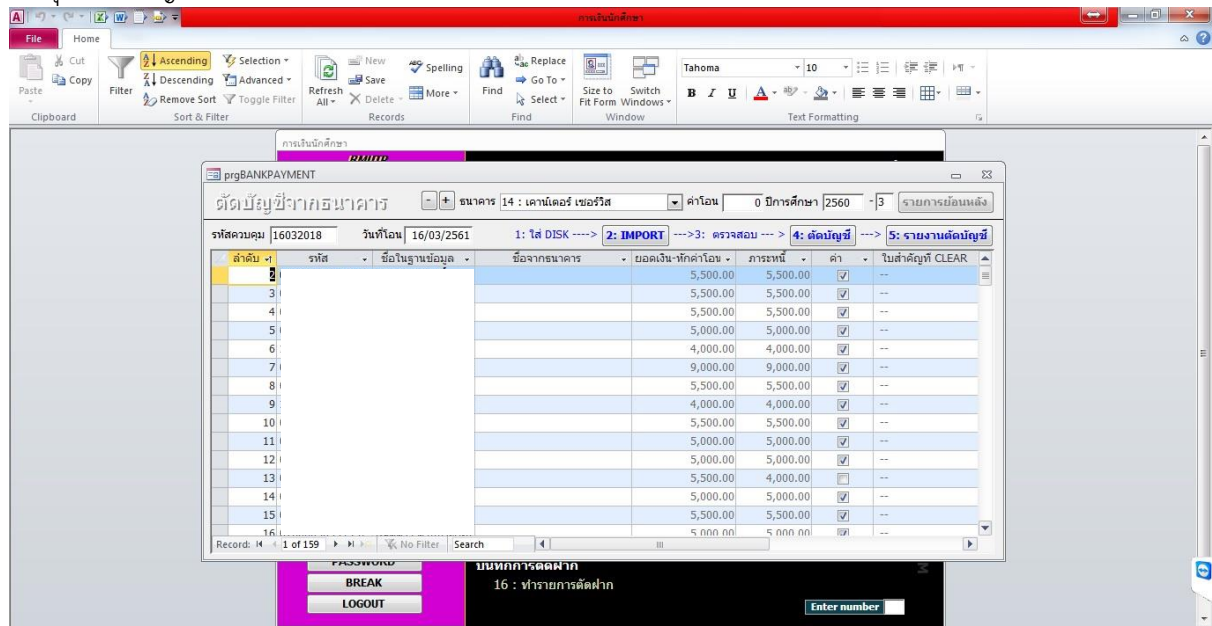 การเงินนักศึกษา
File Home
Cut
Copy
Paste
Clipboard
Filter
Ascending
Descending
Remove Sort
Selection
Advanced
Toggle Filter
Sort & Filter
Refresh All
New
Save
Delete
Spelling
More
Records
Find
Replace
Go To
Select
Find
Size to Fit Form
Switch Windows
Window
Tahoma 10
B I U A
Text Formatting
การเงินนักศึกษา
prgBANKPAYMENT
ตัดบัญชีจากธนาคาร - + ธนาคาร 14 : เคาน์เตอร์ เซอร์วิส ค่าโอน 0 ปีการศึกษา 2560 - 3 รายการย้อนหลัง
รหัสควบคุม 16032018 วันที่โอน 16/03/2561 1: ใส่ DISK ----> 2: IMPORT --->3: ตรวจสอบ --- > 4: ตัดบัญชี ---> 5: รายงานตัดบัญชี
ลำดับ รหัส ชื่อในฐานข้อมูล ชื่อจากธนาคาร ยอดเงิน-หักค่าโอน ภาระหนี้ ค่า ใบสำคัญที่ CLEAR
2 5,500.00 5,500.00 --
3 5,500.00 5,500.00 --
4 5,500.00 5,500.00 --
5 5,000.00 5,000.00 --
6 4,000.00 4,000.00 --
7 9,000.00 9,000.00 --
8 5,500.00 5,500.00 --
9 4,000.00 4,000.00 --
10 5,500.00 5,500.00 --
11 5,000.00 5,000.00 --
12 5,000.00 5,000.00 --
13 5,500.00 4,000.00 --
14 5,000.00 5,000.00 --
15 5,500.00 5,500.00 --
16 5,000.00 5,000.00 --
Record: 1 of 159 No Filter Search
PASSWORD
BREAK
LOGOUT
16 : ทำรายการตัดฝาก
Enter number